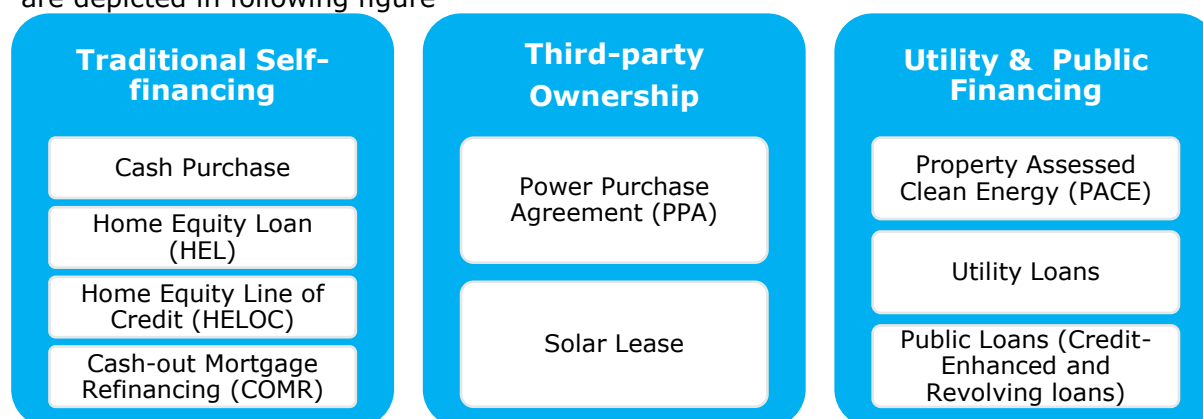 are depicted in following figure
Traditional Self-
financing
Cash Purchase
Home Equity Loan
(HEL)
Home Equity Line of
Credit (HELOC)
Cash-out Mortgage
Refinancing (COMR)
Third-party
Ownership
Power Purchase
Agreement (PPA)
Solar Lease
Utility & Public
Financing
Property Assessed
Clean Energy (PACE)
Utility Loans
Public Loans (Credit-
Enhanced and
Revolving loans)